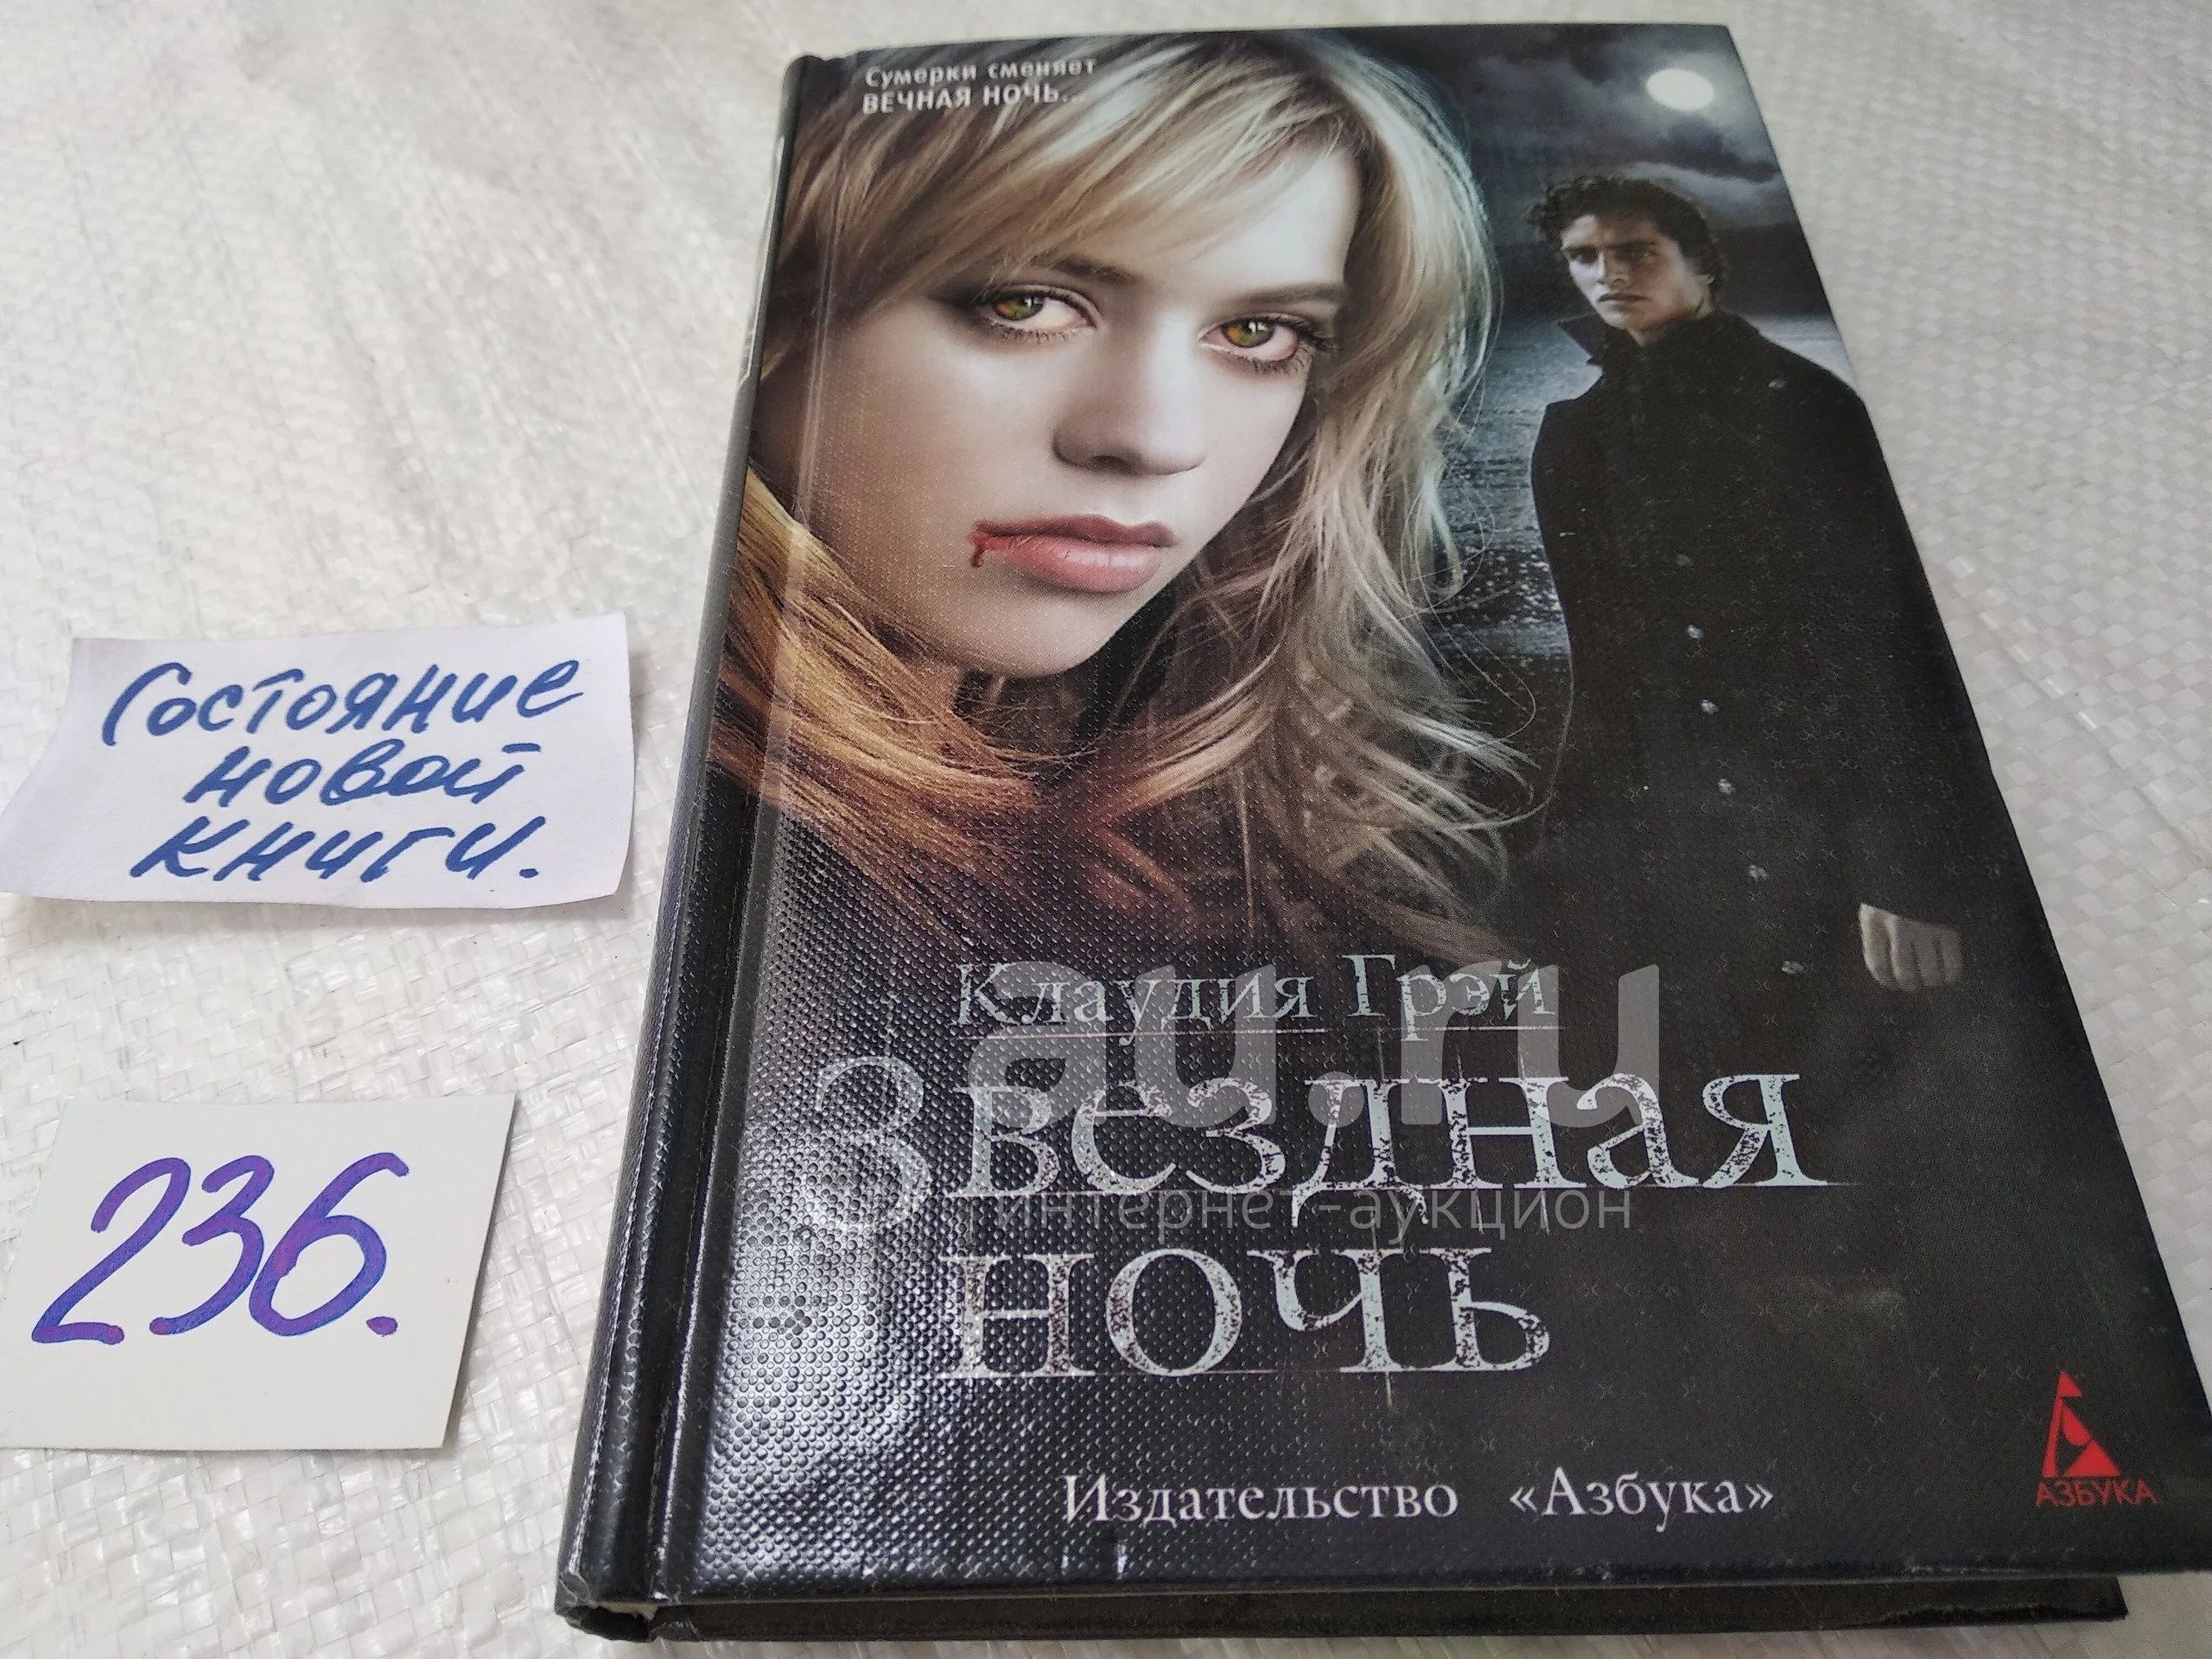 Сумерки сменяет
ВЕЧНАЯ НОЧЬ...
Состояние
новой
книги.
236.
Клаудия Грэй
Звездная
ночь
au.ru
интернет-аукцион
Издательство «Азбука»
АЗБУКА